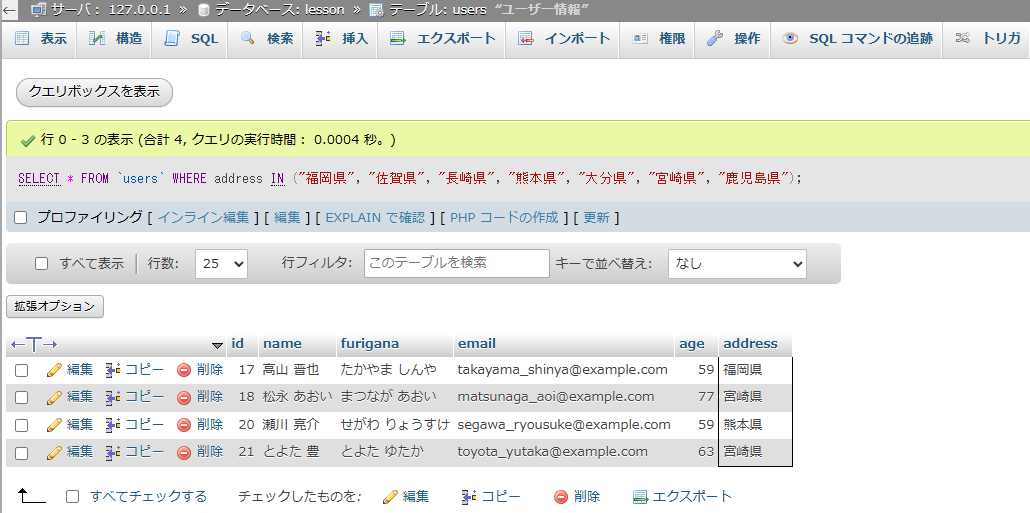 サーバ: 127.0.0.1 » データベース: lesson » テーブル: users “ユーザー情報”
表示 構造 SQL 検索 挿入 エクスポート インポート 権限 操作 SQL コマンドの追跡 トリガ
クエリボックスを表示
行 0 - 3 の表示 (合計 4, クエリの実行時間： 0.0004 秒。)
SELECT * FROM `users` WHERE address IN ("福岡県", "佐賀県", "長崎県", "熊本県", "大分県", "宮崎県", "鹿児島県");
プロファイリング [ インライン編集 ] [ 編集 ] [ EXPLAIN で確認 ] [ PHP コードの作成 ] [ 更新 ]
すべて表示 行数: 25 行フィルタ: このテーブルを検索 キーで並べ替え: なし
拡張オプション
←T→ id name furigana email age address
編集 コピー 削除 17 高山 晋也 たかやま しんや takayama_shinya@example.com 59 福岡県
編集 コピー 削除 18 松永 あおい まつなが あおい matsunaga_aoi@example.com 77 宮崎県
編集 コピー 削除 20 瀬川 亮介 せがわ りょうすけ segawa_ryousuke@example.com 59 熊本県
編集 コピー 削除 21 とよた 豊 とよた ゆたか toyota_yutaka@example.com 63 宮崎県
すべてチェックする チェックしたものを: 編集 コピー 削除 エクスポート